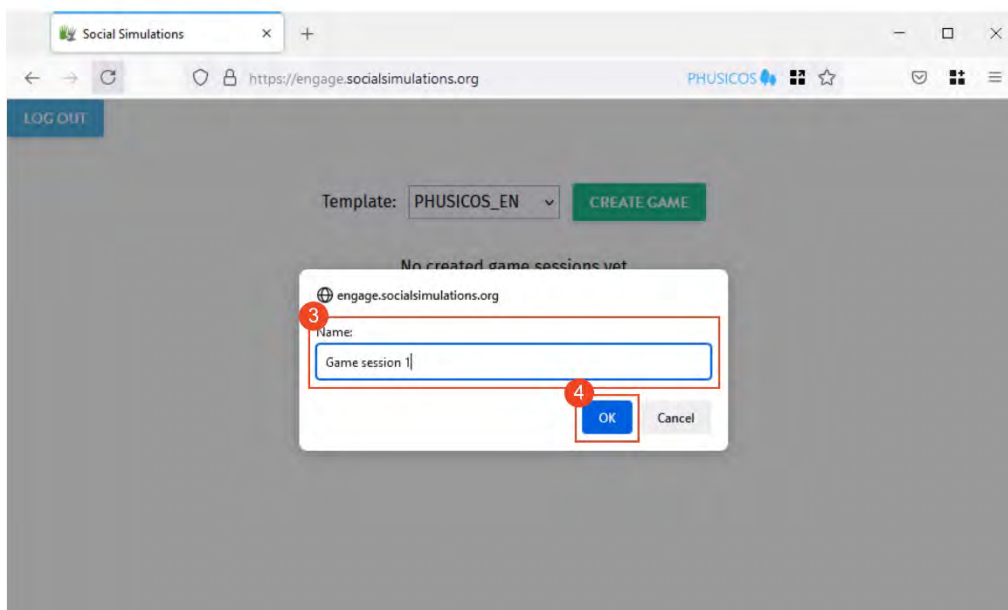 Social Simulations
https://engage.socialsimulations.org PHUSICOS
LOG OUT
Template: PHUSICOS_EN CREATE GAME
No created game sessions yet
engage.socialsimulations.org
3
Name:
Game session 1
4
OK Cancel